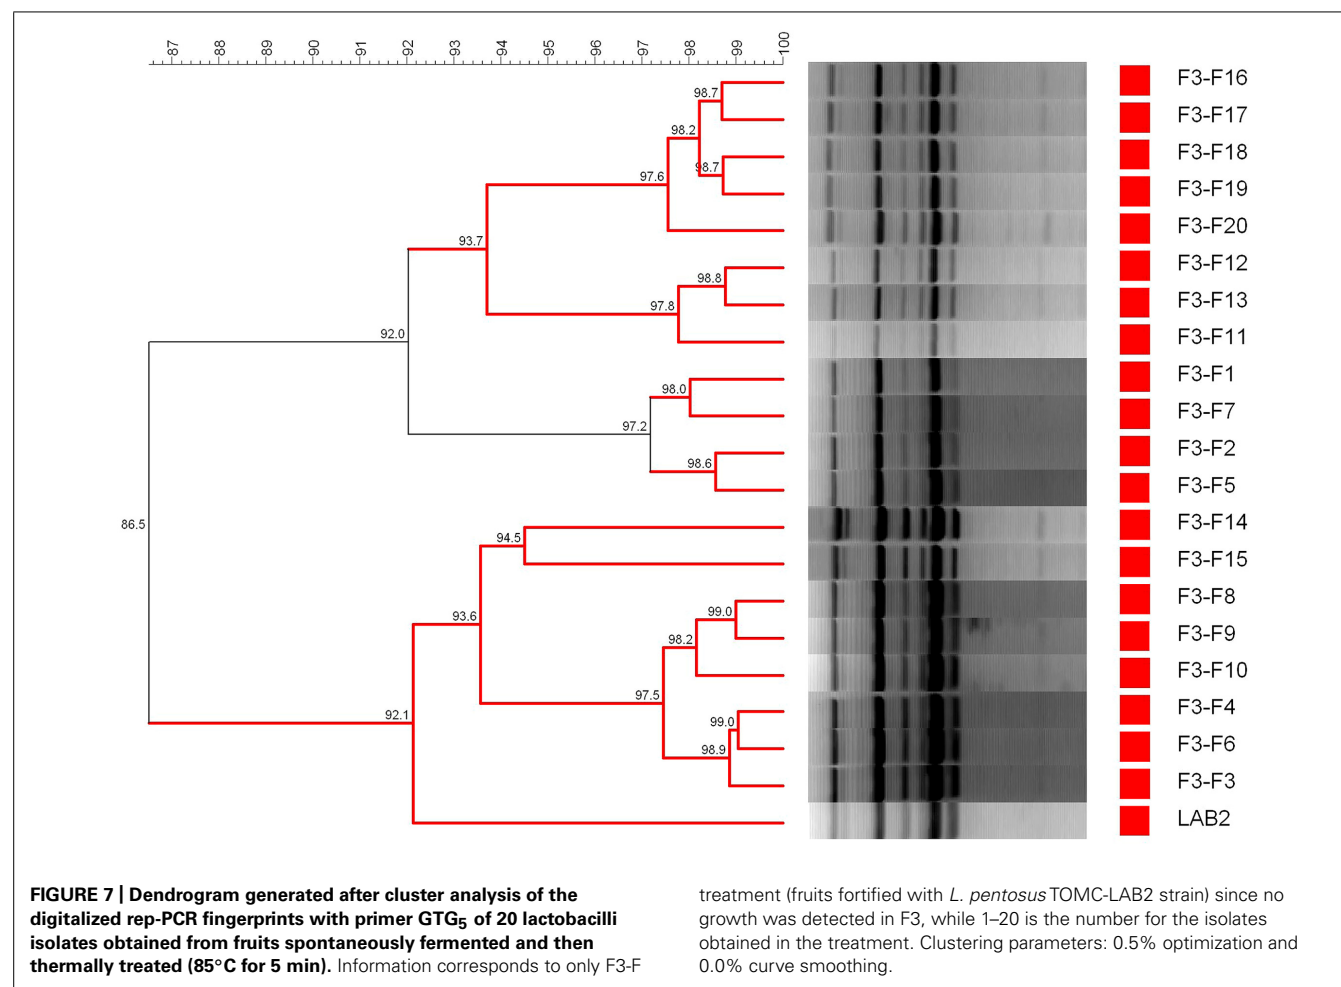 87 88 89 90 91 92 93 94 95 96 97 98 99 100
98.7
98.2
98.7
97.6
93.7
98.8
97.8
92.0
98.0
97.2
98.6
86.5
94.5
93.6
99.0
98.2
97.5
99.0
98.9
92.1
F3-F16
F3-F17
F3-F18
F3-F19
F3-F20
F3-F12
F3-F13
F3-F11
F3-F1
F3-F7
F3-F2
F3-F5
F3-F14
F3-F15
F3-F8
F3-F9
F3-F10
F3-F4
F3-F6
F3-F3
LAB2
FIGURE 7 | Dendrogram generated after cluster analysis of the
digitalized rep-PCR fingerprints with primer GTG5 of 20 lactobacilli
isolates obtained from fruits spontaneously fermented and then
thermally treated (85°C for 5 min). Information corresponds to only F3-F
treatment (fruits fortified with L. pentosus TOMC-LAB2 strain) since no
growth was detected in F3, while 1–20 is the number for the isolates
obtained in the treatment. Clustering parameters: 0.5% optimization and
0.0% curve smoothing.